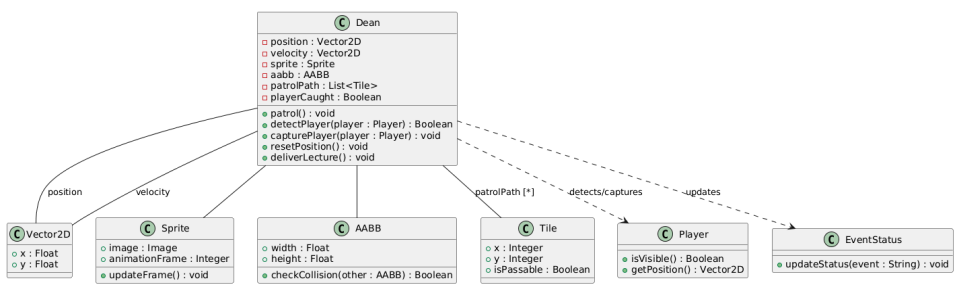 C Dean
position : Vector2D
velocity : Vector2D
sprite : Sprite
aabb : AABB
patrolPath : List<Tile>
playerCaught : Boolean
patrol() : void
detectPlayer(player : Player) : Boolean
capturePlayer(player : Player) : void
resetPosition() : void
deliverLecture() : void
position
velocity
patrolPath [*]
detects/captures
updates
C Vector2D
x : Float
y : Float
C Sprite
image : Image
animationFrame : Integer
updateFrame() : void
C AABB
width : Float
height : Float
checkCollision(other : AABB) : Boolean
C Tile
x : Integer
y : Integer
isPassable : Boolean
C Player
isVisible() : Boolean
getPosition() : Vector2D
C EventStatus
updateStatus(event : String) : void